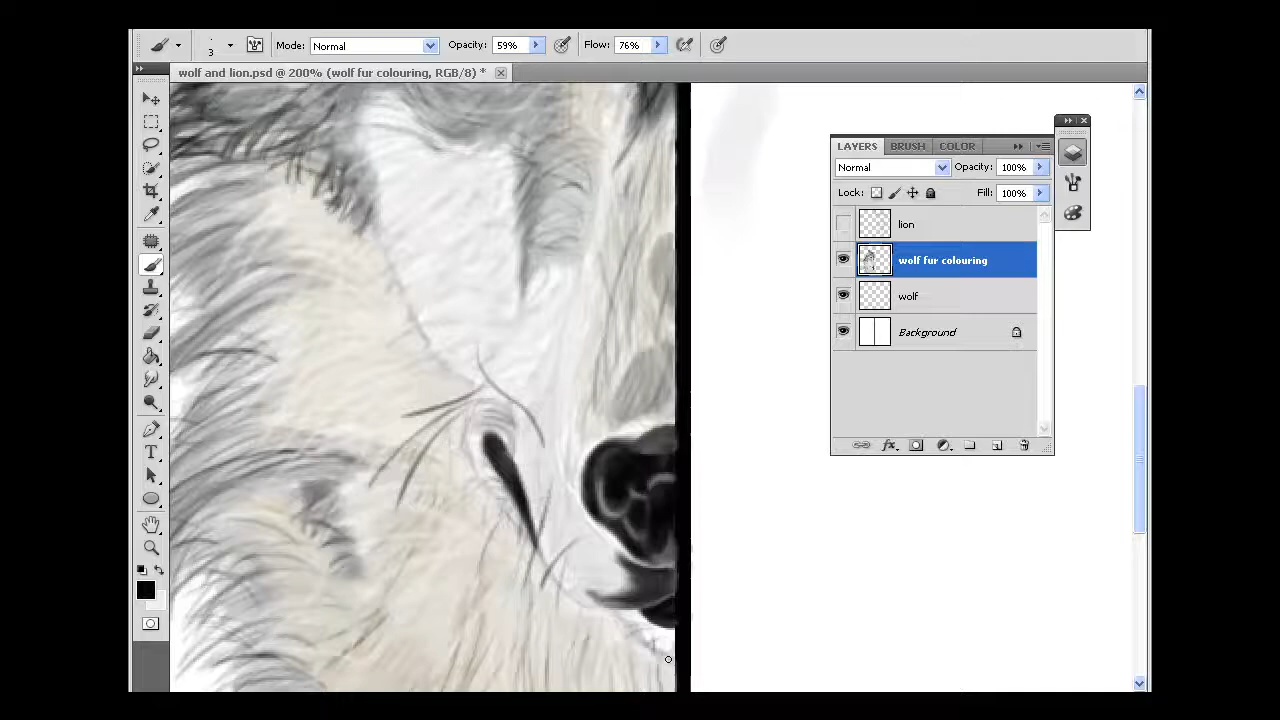 3 Mode: Normal Opacity: 59% Flow: 76%
wolf and lion.psd @ 200% (wolf fur colouring, RGB/8) *
LAYERS BRUSH COLOR
Normal Opacity: 100%
Lock: Fill: 100%
lion
wolf fur colouring
wolf
Background